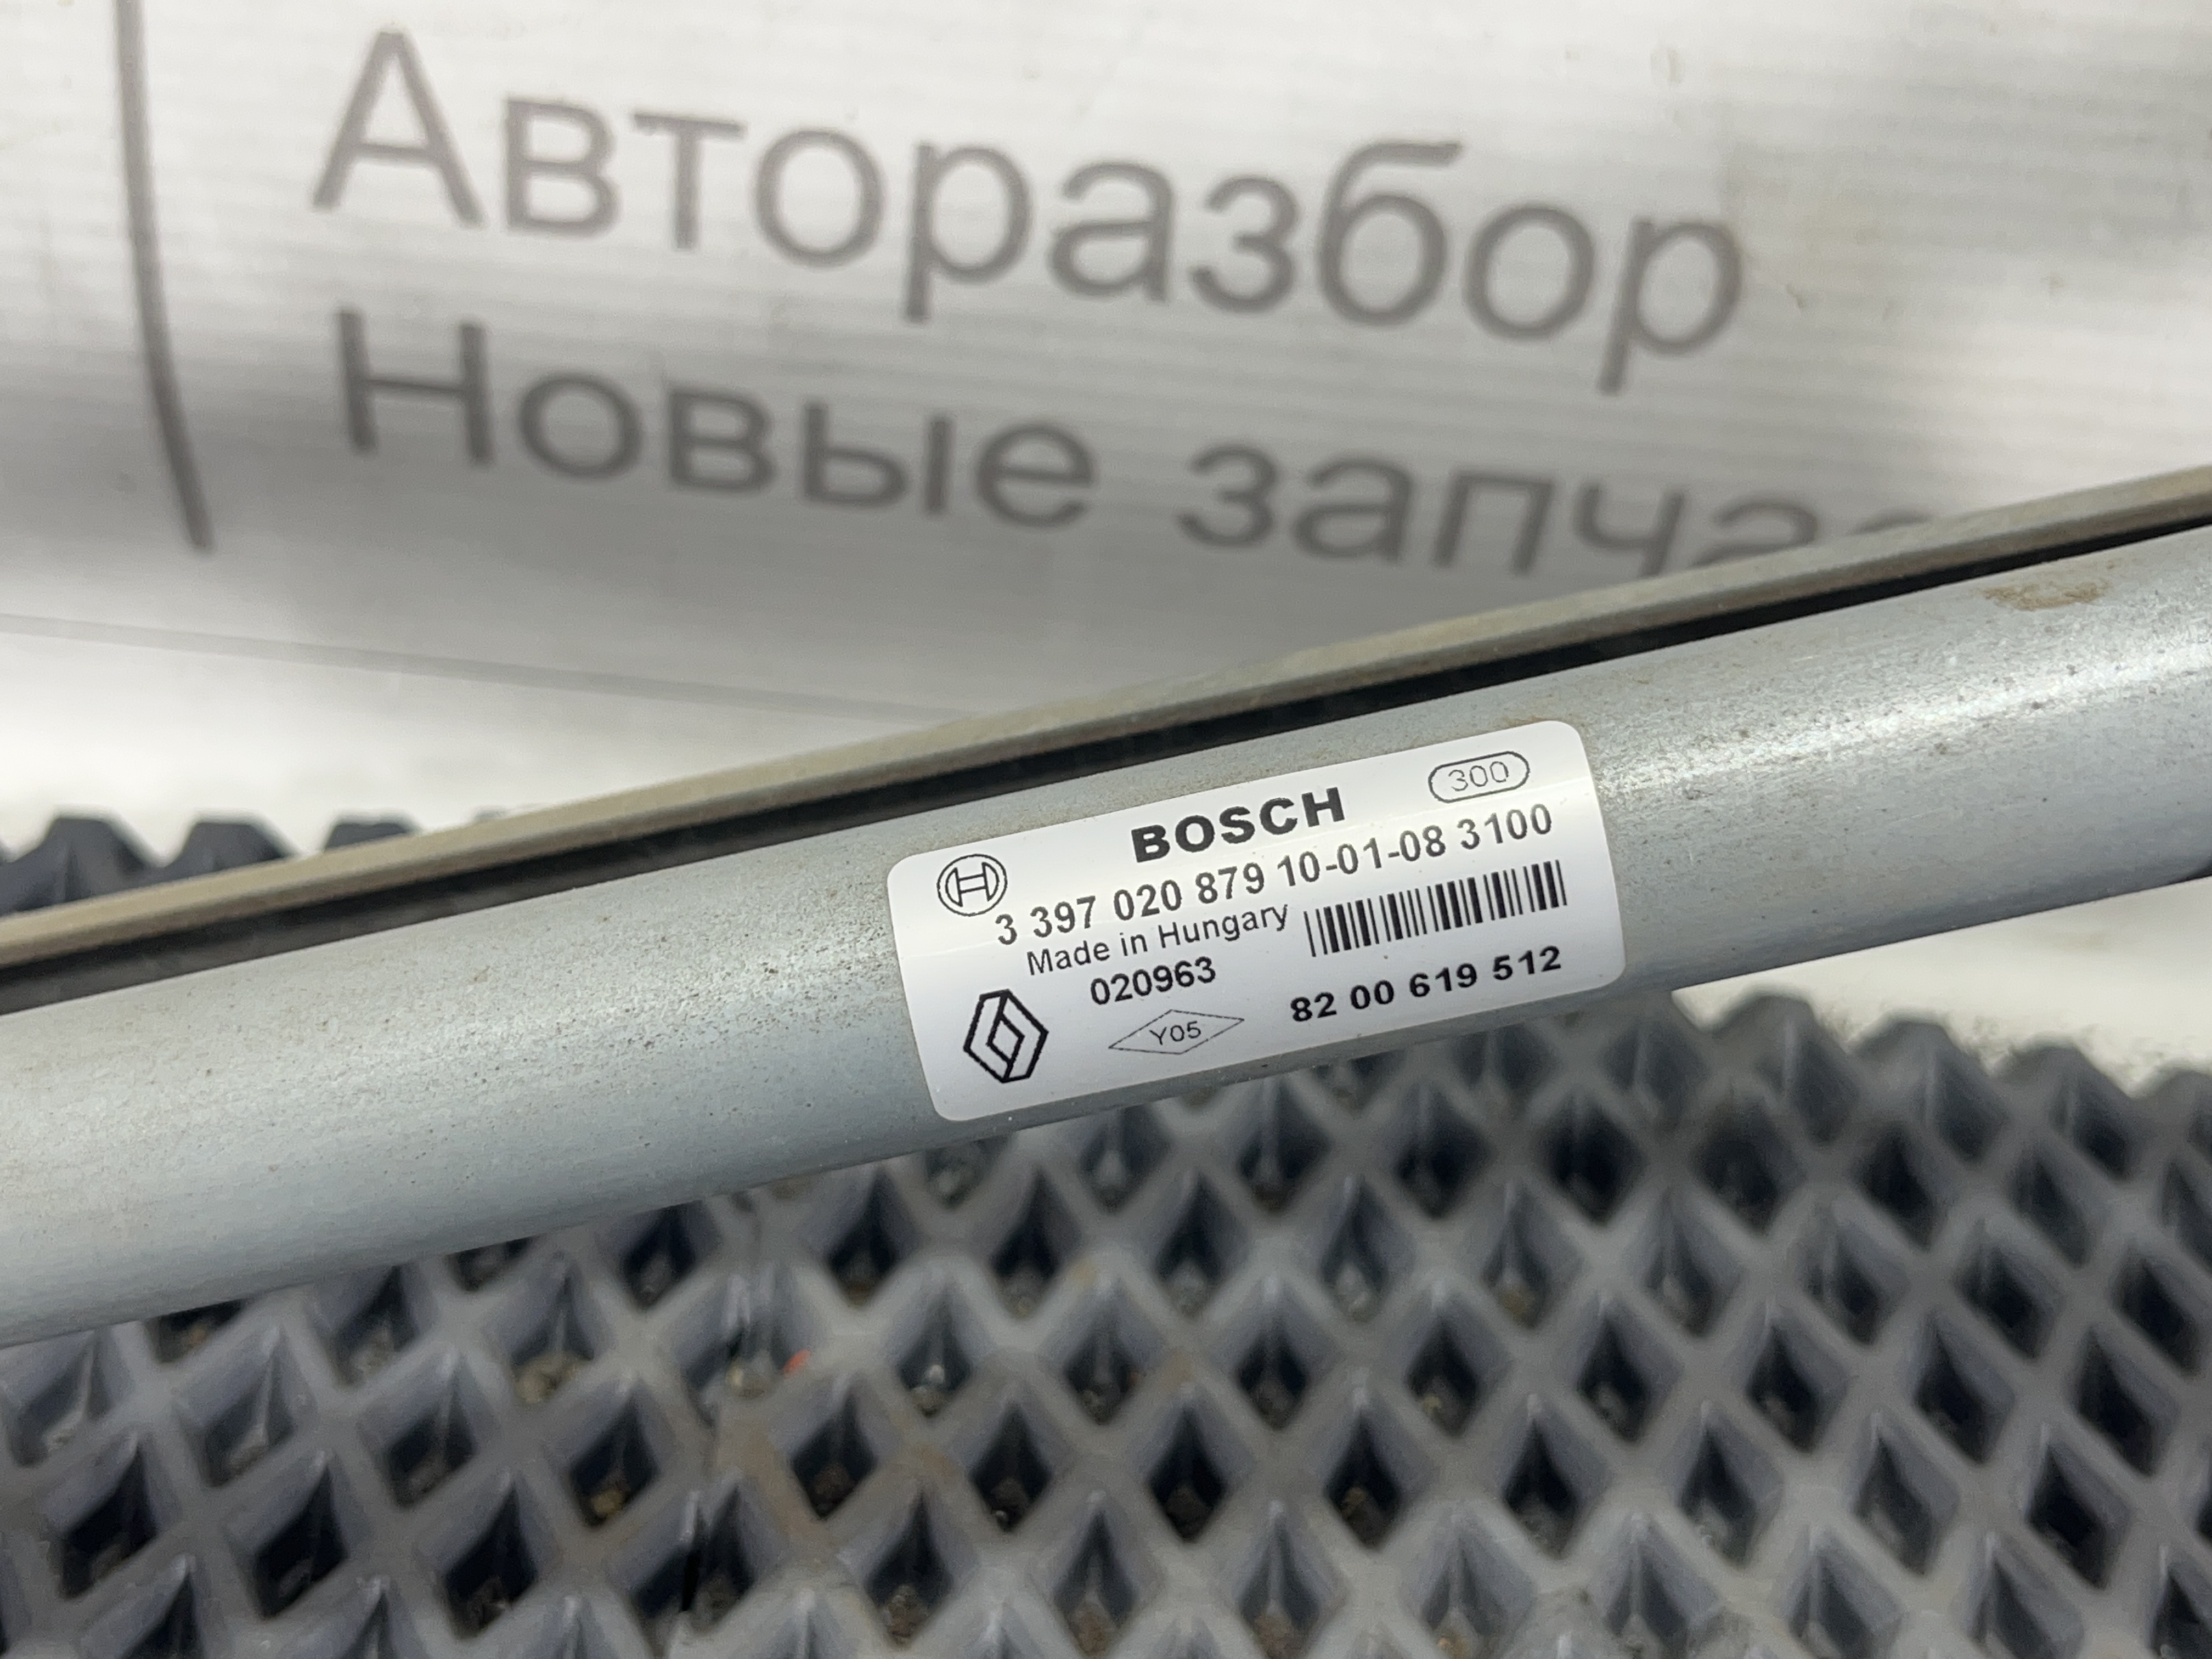 Авторазбор
Новые запча
300
BOSCH
3 397 020 879 10-01-08 3100
Made in Hungary
020963
Y05
82 00 619 512